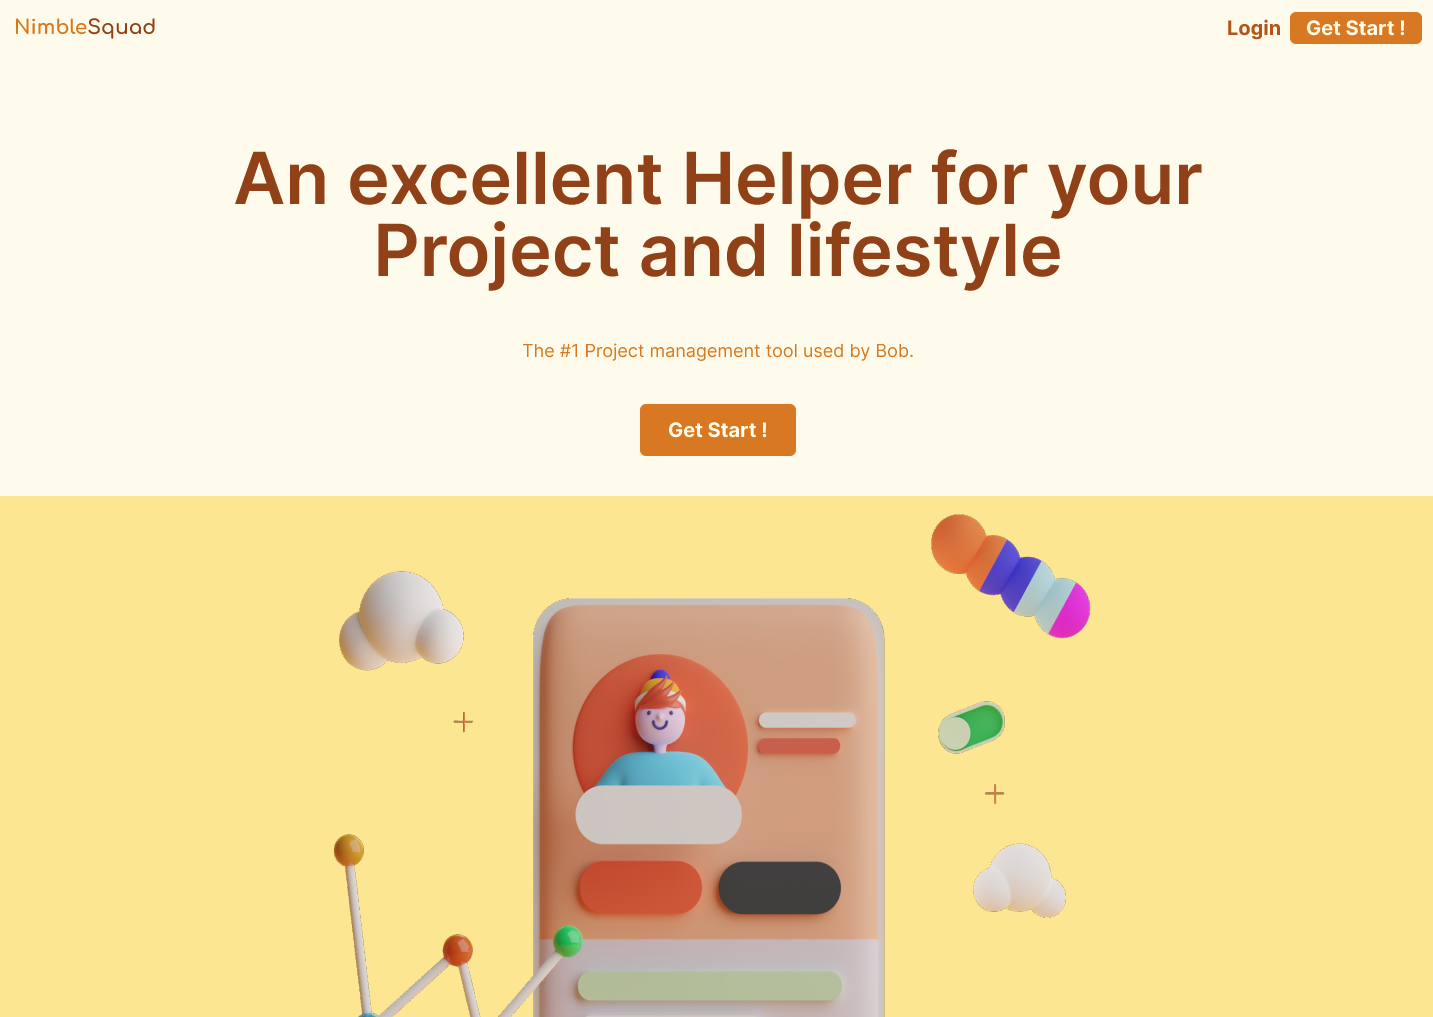 NimbleSquad
Login
Get Start !
An excellent Helper for your
Project and lifestyle
The #1 Project management tool used by Bob.
Get Start !